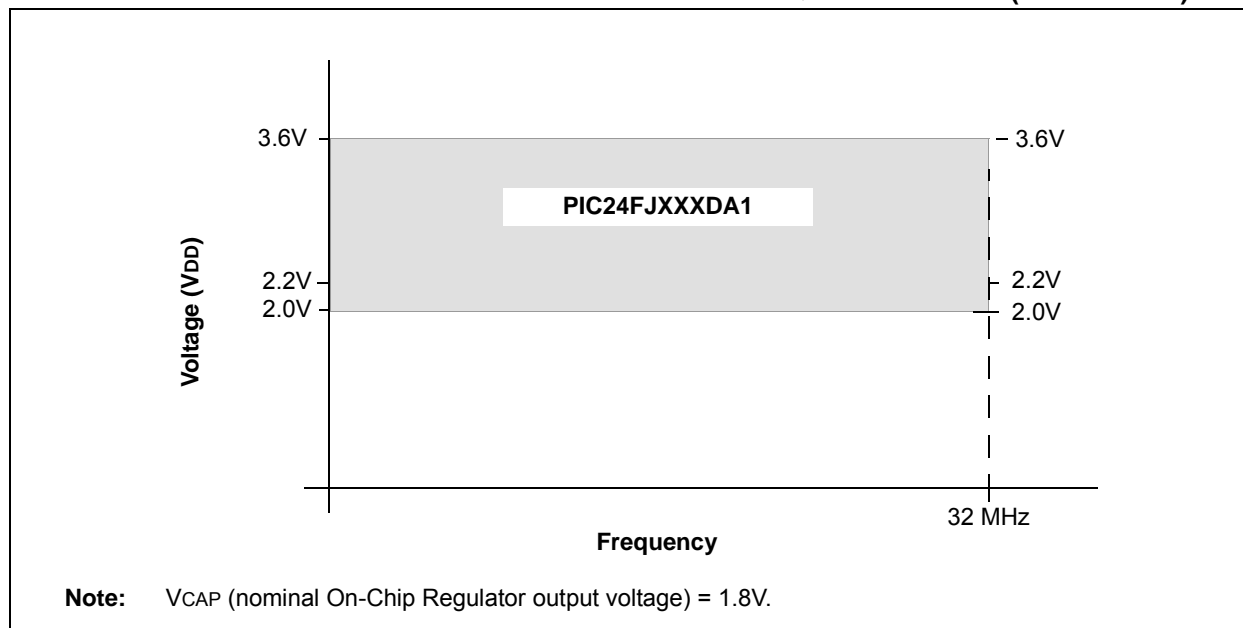 3.6V
3.6V
PIC24FJXXXDA1
Voltage (VDD)
2.2V
2.2V
2.0V
2.0V
32 MHz
Frequency
Note: VCAP (nominal On-Chip Regulator output voltage) = 1.8V.